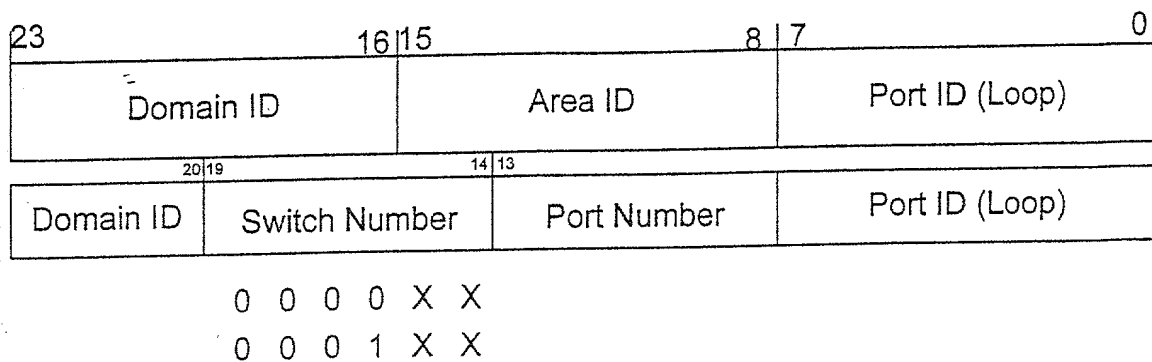 23 16 15 8 7 0
Domain ID Area ID Port ID (Loop)
20 19 14 13
Domain ID Switch Number Port Number Port ID (Loop)
0 0 0 0 X X
0 0 0 1 X X